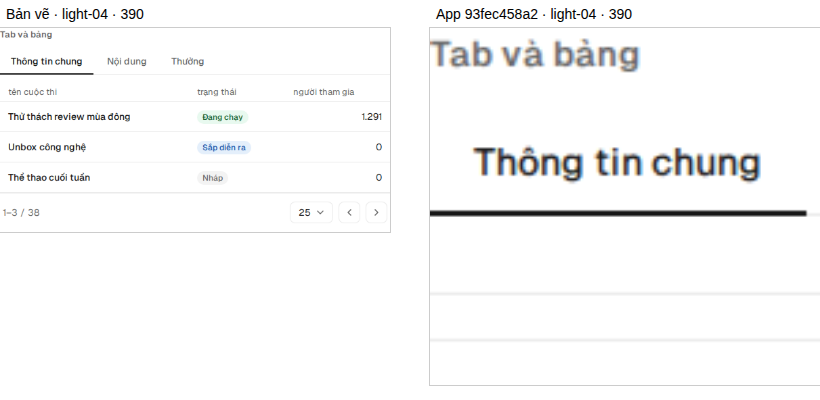 Bản vẽ · light-04 · 390
App 93fec458a2 · light-04 · 390
Tab và bảng
Thông tin chung
Nội dung
Thưởng
tên cuộc thi
trạng thái
người tham gia
Thử thách review mùa đông
Đang chạy
1.291
Unbox công nghệ
Sắp diễn ra
0
Thể thao cuối tuần
Nháp
0
1–3 / 38
25
Tab và bảng
Thông tin chung